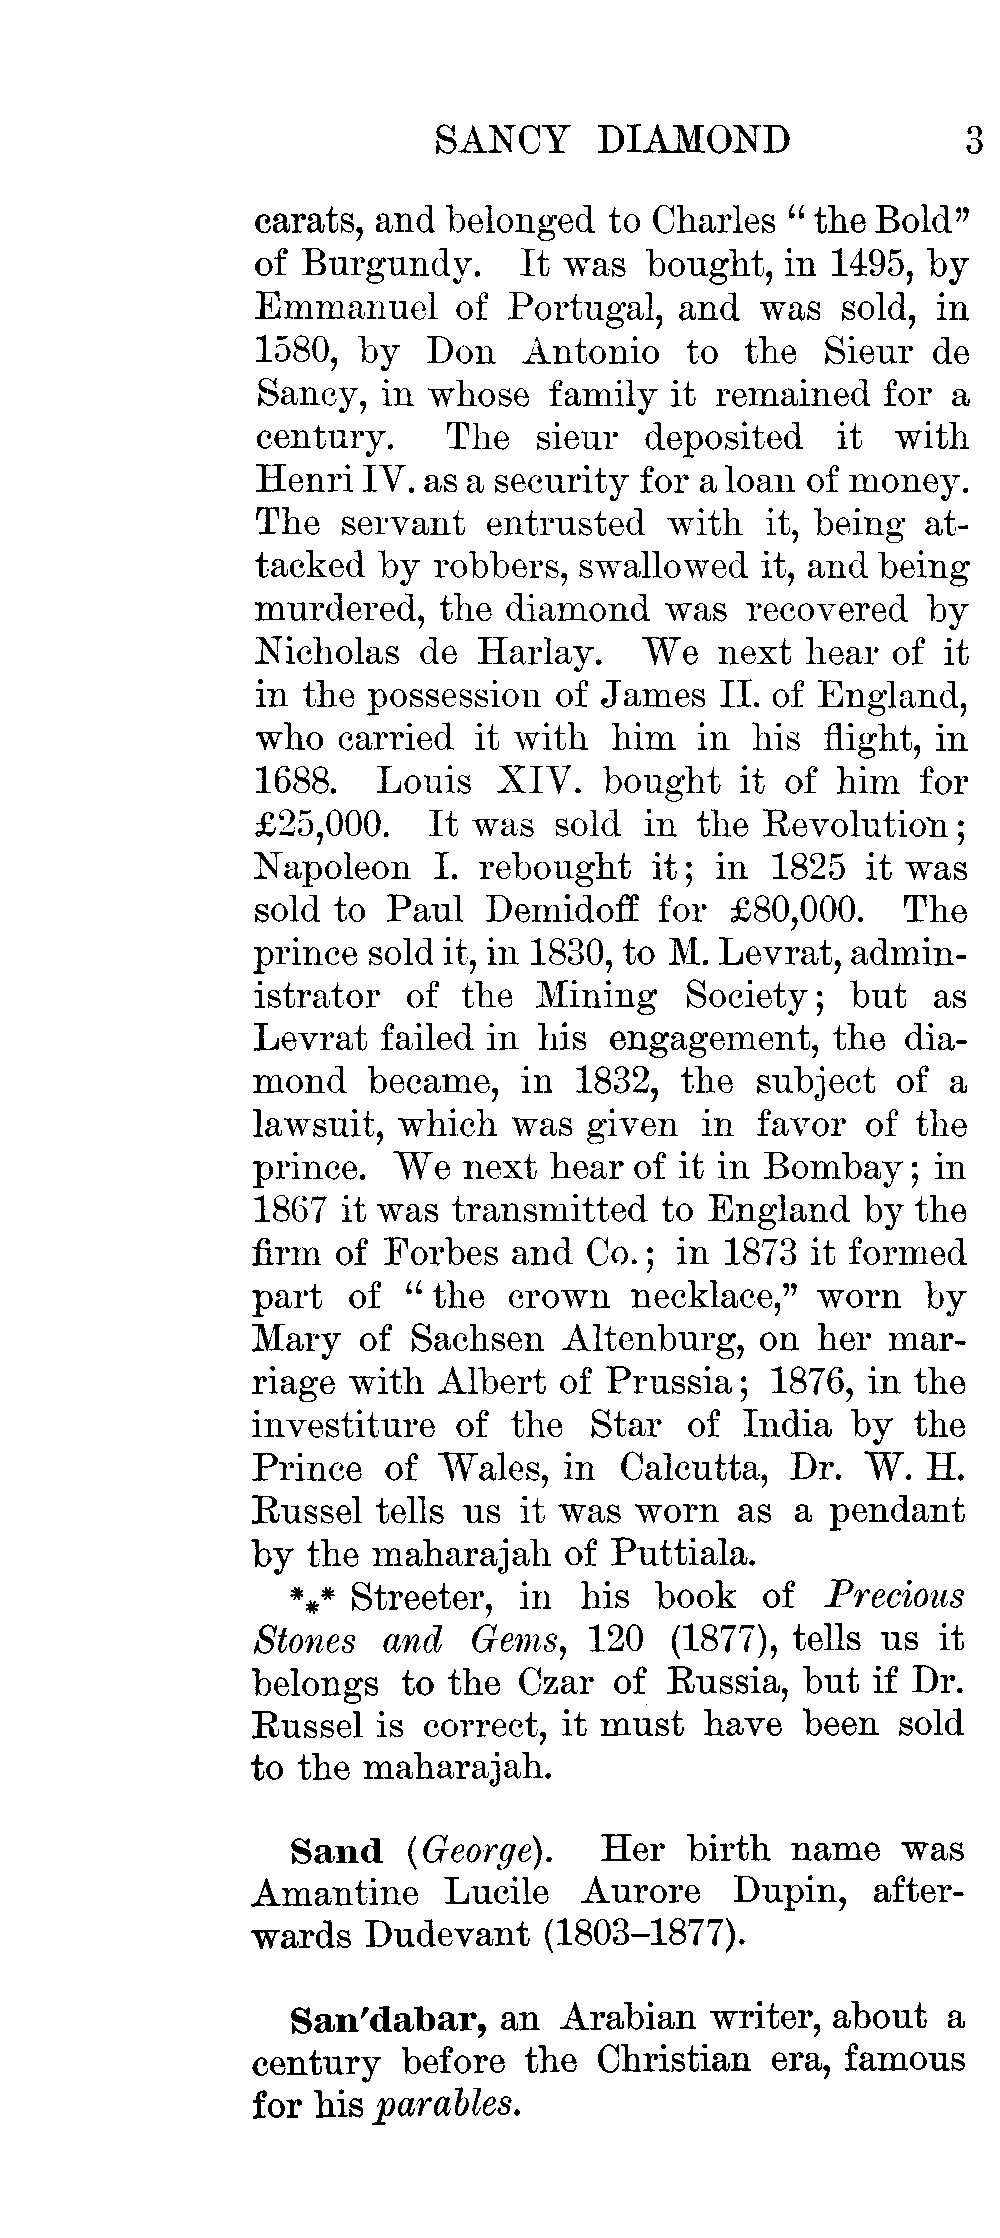 SANCY DIAMOND 3
carats, and belonged to Charles “the Bold”
of Burgundy. It was bought, in 1495, by
Emmanuel of Portugal, and was sold, in
1580, by Don Antonio to the Sieur de
Sancy, in whose family it remained for a
century. The sieur deposited it with
Henri IV. as a security for a loan of money.
The servant entrusted with it, being at-
tacked by robbers, swallowed it, and being
murdered, the diamond was recovered by
Nicholas de Harlay. We next hear of it
in the possession of James II. of England,
who carried it with him in his flight, in
1688. Louis XIV. bought it of him for
£25,000. It was sold in the Revolution;
Napoleon I. rebought it; in 1825 it was
sold to Paul Demidoff for £80,000. The
prince sold it, in 1830, to M. Levrat, admin-
istrator of the Mining Society; but as
Levrat failed in his engagement, the dia-
mond became, in 1832, the subject of a
lawsuit, which was given in favor of the
prince. We next hear of it in Bombay; in
1867 it was transmitted to England by the
firm of Forbes and Co.; in 1873 it formed
part of “the crown necklace,” worn by
Mary of Sachsen Altenburg, on her mar-
riage with Albert of Prussia; 1876, in the
investiture of the Star of India by the
Prince of Wales, in Calcutta, Dr. W. H.
Russel tells us it was worn as a pendant
by the maharajah of Puttiala.
*** Streeter, in his book of Precious
Stones and Gems, 120 (1877), tells us it
belongs to the Czar of Russia, but if Dr.
Russel is correct, it must have been sold
to the maharajah.
Sand (George). Her birth name was
Amantine Lucile Aurore Dupin, after-
wards Dudevant (1803–1877).
San'dabar, an Arabian writer, about a
century before the Christian era, famous
for his parables.